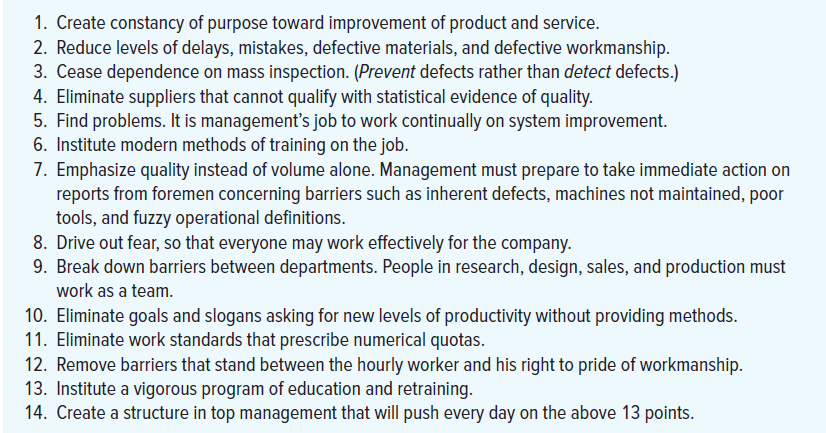 1. Create constancy of purpose toward improvement of product and service.
2. Reduce levels of delays, mistakes, defective materials, and defective workmanship.
3. Cease dependence on mass inspection. (Prevent defects rather than detect defects.)
4. Eliminate suppliers that cannot qualify with statistical evidence of quality.
5. Find problems. It is management’s job to work continually on system improvement.
6. Institute modern methods of training on the job.
7. Emphasize quality instead of volume alone. Management must prepare to take immediate action on
reports from foremen concerning barriers such as inherent defects, machines not maintained, poor
tools, and fuzzy operational definitions.
8. Drive out fear, so that everyone may work effectively for the company.
9. Break down barriers between departments. People in research, design, sales, and production must
work as a team.
10. Eliminate goals and slogans asking for new levels of productivity without providing methods.
11. Eliminate work standards that prescribe numerical quotas.
12. Remove barriers that stand between the hourly worker and his right to pride of workmanship.
13. Institute a vigorous program of education and retraining.
14. Create a structure in top management that will push every day on the above 13 points.